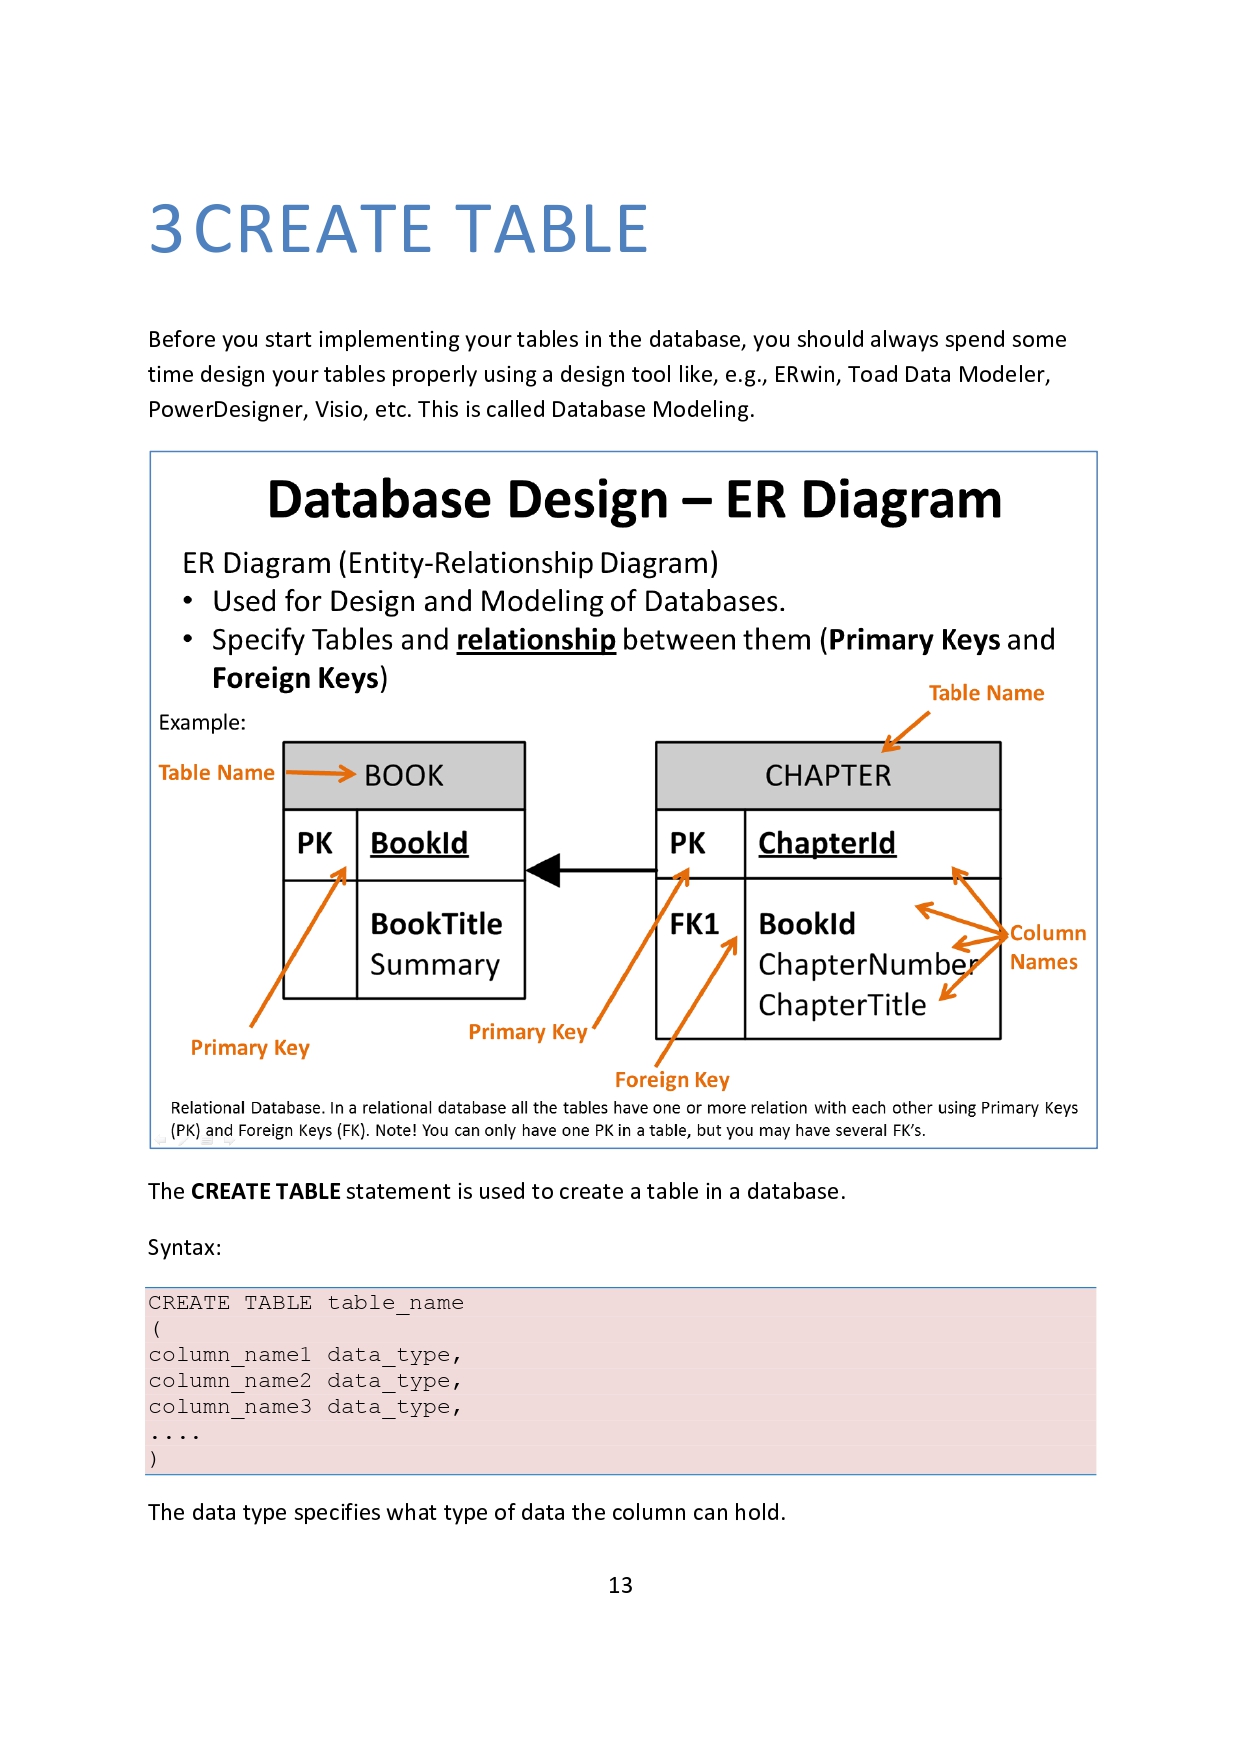 3 CREATE TABLE
Before you start implementing your tables in the database, you should always spend some
time design your tables properly using a design tool like, e.g., ERwin, Toad Data Modeler,
PowerDesigner, Visio, etc. This is called Database Modeling.
Database Design – ER Diagram
ER Diagram (Entity-Relationship Diagram)
• Used for Design and Modeling of Databases.
• Specify Tables and relationship between them (Primary Keys and
Foreign Keys)
Table Name
Example:
Table Name
BOOK
PK BookId
BookTitle
Summary
Primary Key
CHAPTER
PK ChapterId
FK1 BookId
ChapterNumber
ChapterTitle
Column
Names
Primary Key
Foreign Key
Relational Database. In a relational database all the tables have one or more relation with each other using Primary Keys
(PK) and Foreign Keys (FK). Note! You can only have one PK in a table, but you may have several FK's.
The CREATE TABLE statement is used to create a table in a database.
Syntax:
CREATE TABLE table_name
(
column_name1 data_type,
column_name2 data_type,
column_name3 data_type,
....
)
The data type specifies what type of data the column can hold.
13